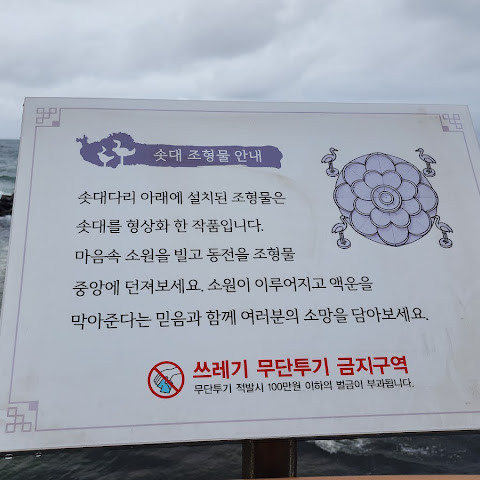 솟대 조형물 안내
솟대다리 아래에 설치된 조형물은
솟대를 형상화 한 작품입니다.
마음속 소원을 빌고 동전을 조형물
중앙에 던져보세요. 소원이 이루어지고 액운을
막아준다는 믿음과 함께 여러분의 소망을 담아보세요.
쓰레기 무단투기 금지구역
무단투기 적발시 100만원 이하의 벌금이 부과됩니다.